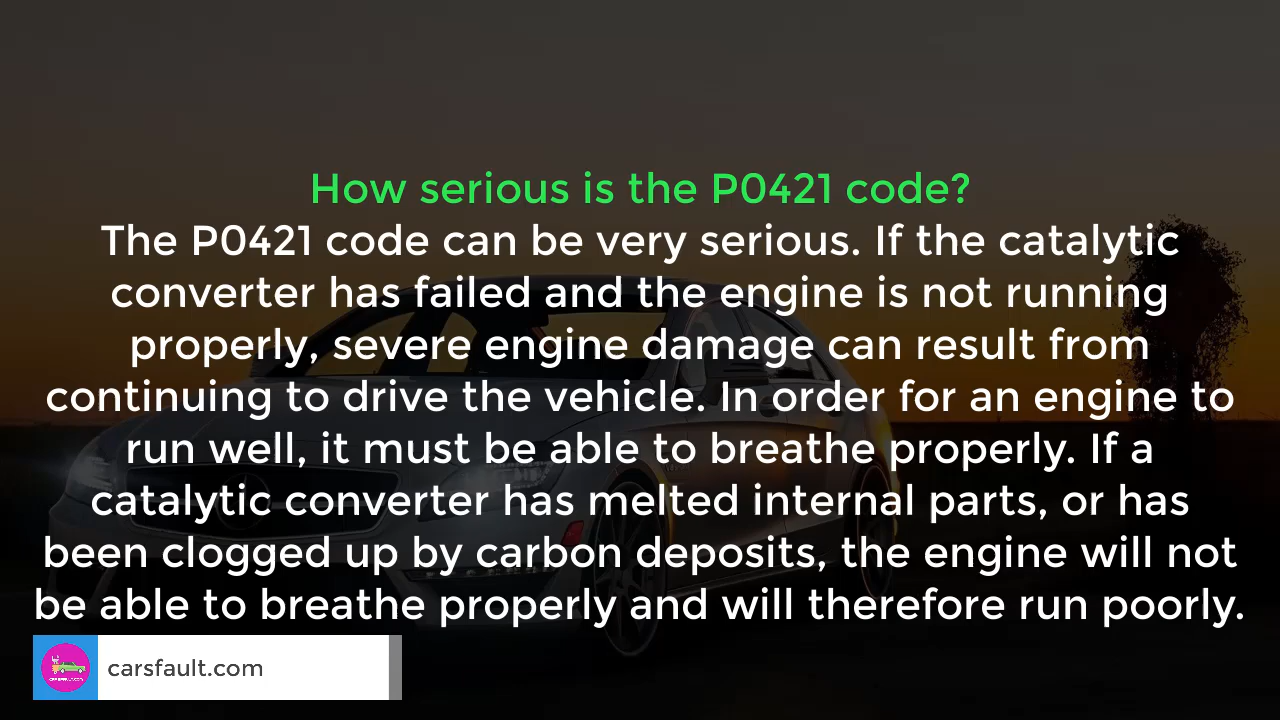 How serious is the P0421 code?
The P0421 code can be very serious. If the catalytic
converter has failed and the engine is not running
properly, severe engine damage can result from
continuing to drive the vehicle. In order for an engine to
run well, it must be able to breathe properly. If a
catalytic converter has melted internal parts, or has
been clogged up by carbon deposits, the engine will not
be able to breathe properly and will therefore run poorly.
carsfault.com